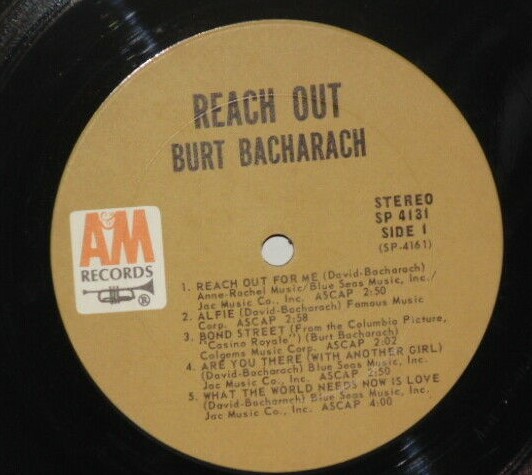 REACH OUT
BURT BACHARACH
STEREO
SP 4131
SIDE 1
(SP-4161)
A&M
RECORDS
®
1. REACH OUT FOR ME (David-Bacharach)
Anne-Rachel Music/Blue Seas Music, Inc./
Jac Music Co., Inc. ASCAP 2:50
2. ALFIE (David-Bacharach) Famous Music
Corp. ASCAP 2:58
3. BOND STREET (From the Columbia Picture,
"Casino Royale") (Burt Bacharach)
Colgems Music Corp. ASCAP 2:02
4. ARE YOU THERE (WITH ANOTHER GIRL)
(David-Bacharach) Blue Seas Music, Inc.
Jac Music Co., Inc. ASCAP 2:50
5. WHAT THE WORLD NEEDS NOW IS LOVE
(David-Bacharach) Blue Seas Music, Inc.
Jac Music Co., Inc. ASCAP 4:00